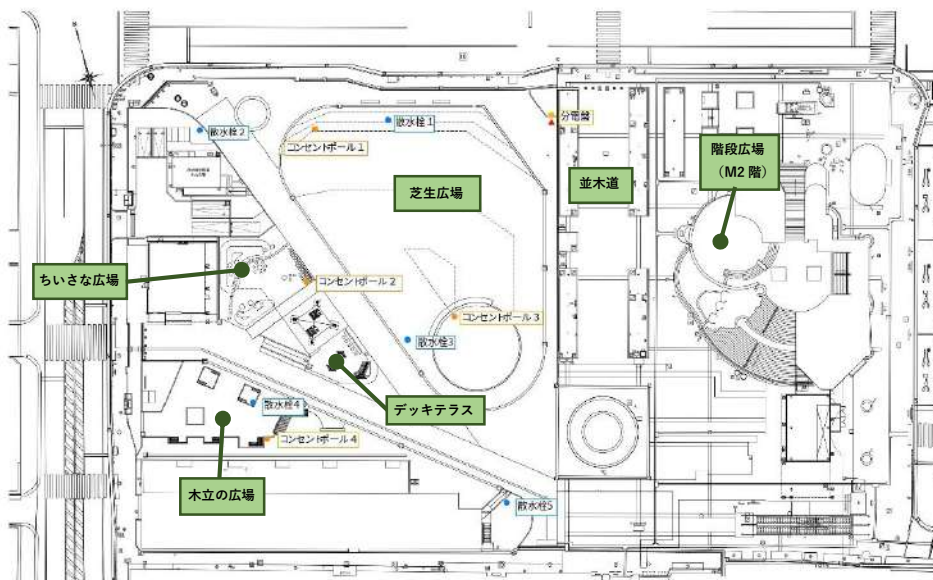 散水栓2
散水栓1
コンセントポール1
分電盤
階段広場
（M2 階）
芝生広場
並木道
ちいさな広場
コンセントポール2
コンセントポール3
散水栓3
デッキテラス
散水栓4
コンセントポール4
木立の広場
散水栓5